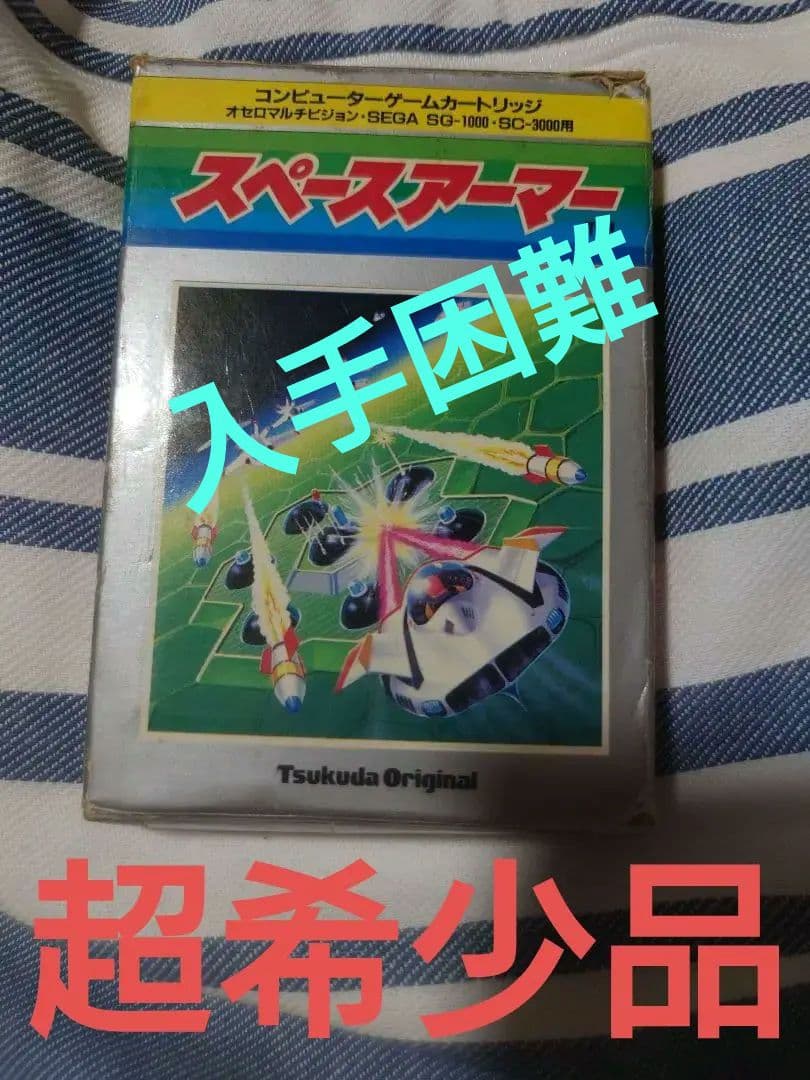 コンピューターゲームカートリッジ
オセロマルチビジョン・SEGA SG-1000・SC-3000用
スペースアーマー
入手困難
Tsukuda Original
超希少品